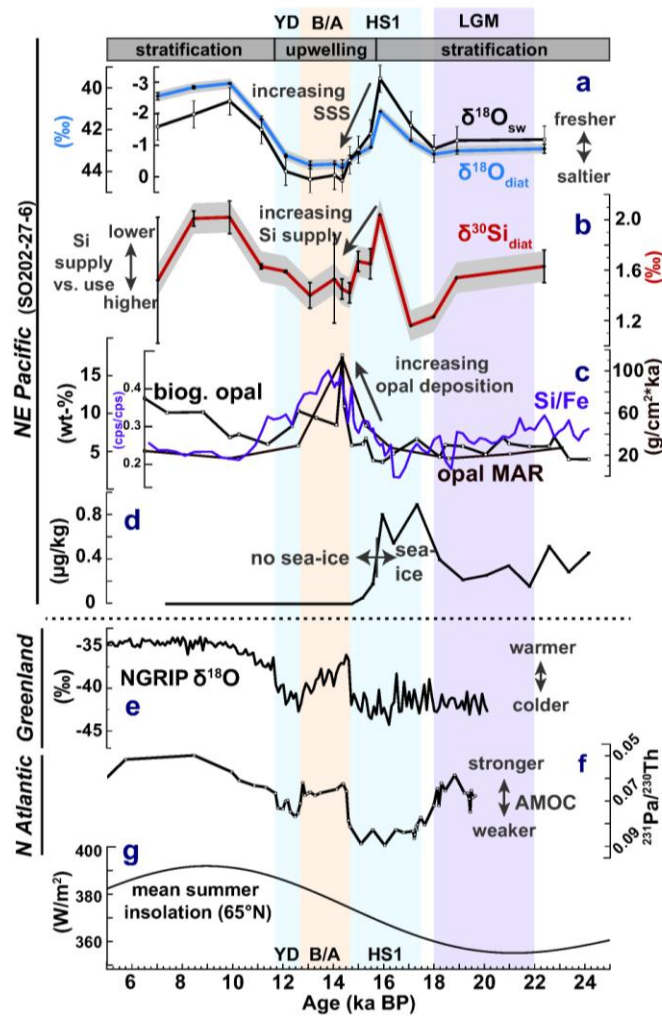 YD B/A HS1 LGM
stratification upwelling stratification
NE Pacific (SO202-27-6)
a
(‰)
40
42
44
-3
-2
-1
0
increasing
SSS
δ¹⁸Osw
δ¹⁸Odiat
fresher
saltier
b
Si
supply
vs. use
lower
higher
increasing
Si supply
δ³⁰Sidiat
2.0
1.6
1.2
(‰)
c
(wt-%)
15
10
5
(cps/cps)
0.4
0.3
0.2
biog. opal
increasing
opal deposition
Si/Fe
opal MAR
100
60
20
(g/cm²*ka)
d
(µg/kg)
0.8
0.4
0
no sea-ice
sea-
ice
Greenland
(‰)
-35
-40
-45
NGRIP δ¹⁸O
e
warmer
colder
N Atlantic
f
stronger
AMOC
weaker
0.05
0.07
0.09
²³¹Pa/²³⁰Th
g
(W/m²)
400
380
360
mean summer
insolation (65°N)
YD B/A HS1
6 8 10 12 14 16 18 20 22 24
Age (ka BP)